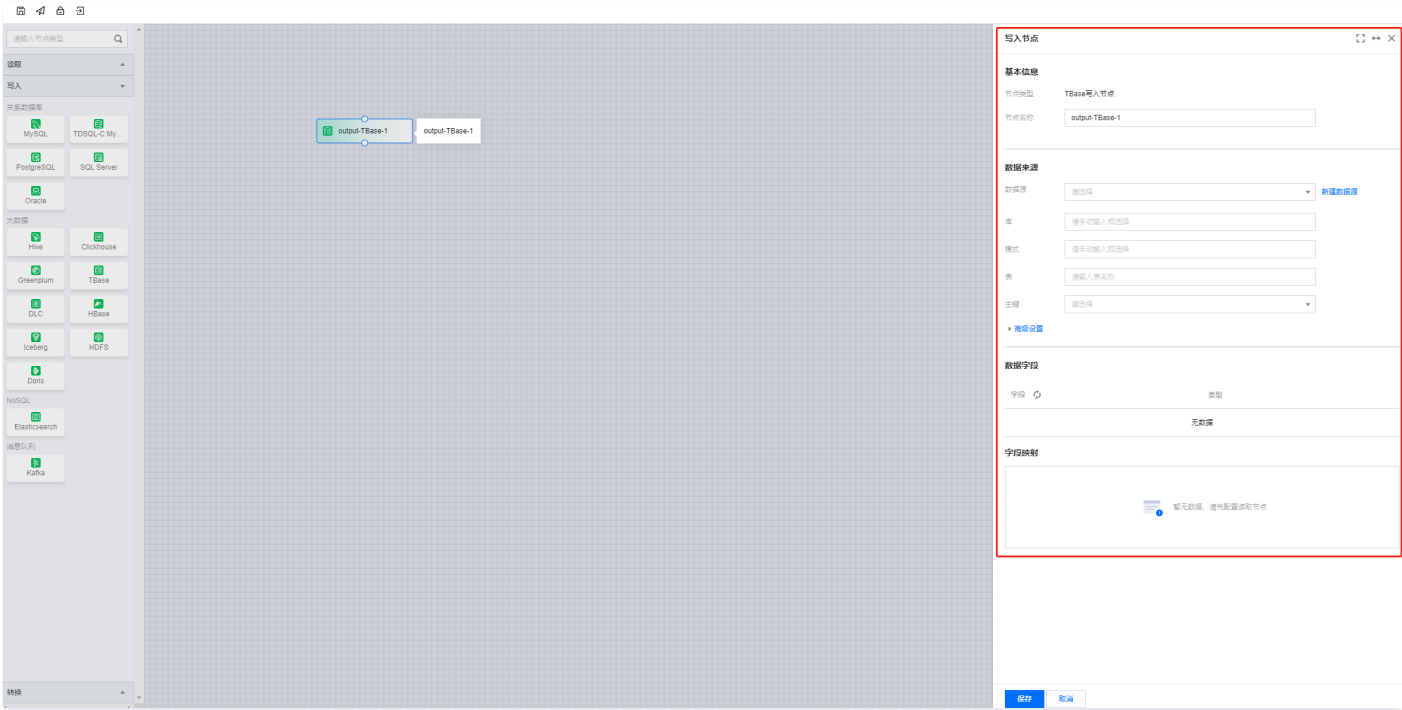 请输入节点类型
读取
写入
关系数据库
MySQL
TDSQL-C My...
PostgreSQL
SQL Server
Oracle
大数据
Hive
Clickhouse
Greenplum
TBase
DLC
HBase
Iceberg
HDFS
Doris
NoSQL
Elasticsearch
消息队列
Kafka
转换
output-TBase-1
output-TBase-1
写入节点
基本信息
节点类型 TBase写入节点
节点名称 output-TBase-1
数据来源
数据源 请选择 新建数据源
库 请手动输入或选择
模式 请手动输入或选择
表 请输入表名称
主键 请选择
高级设置
数据字段
字段 类型
无数据
字段映射
暂无数据，请先配置读取节点
保存 取消